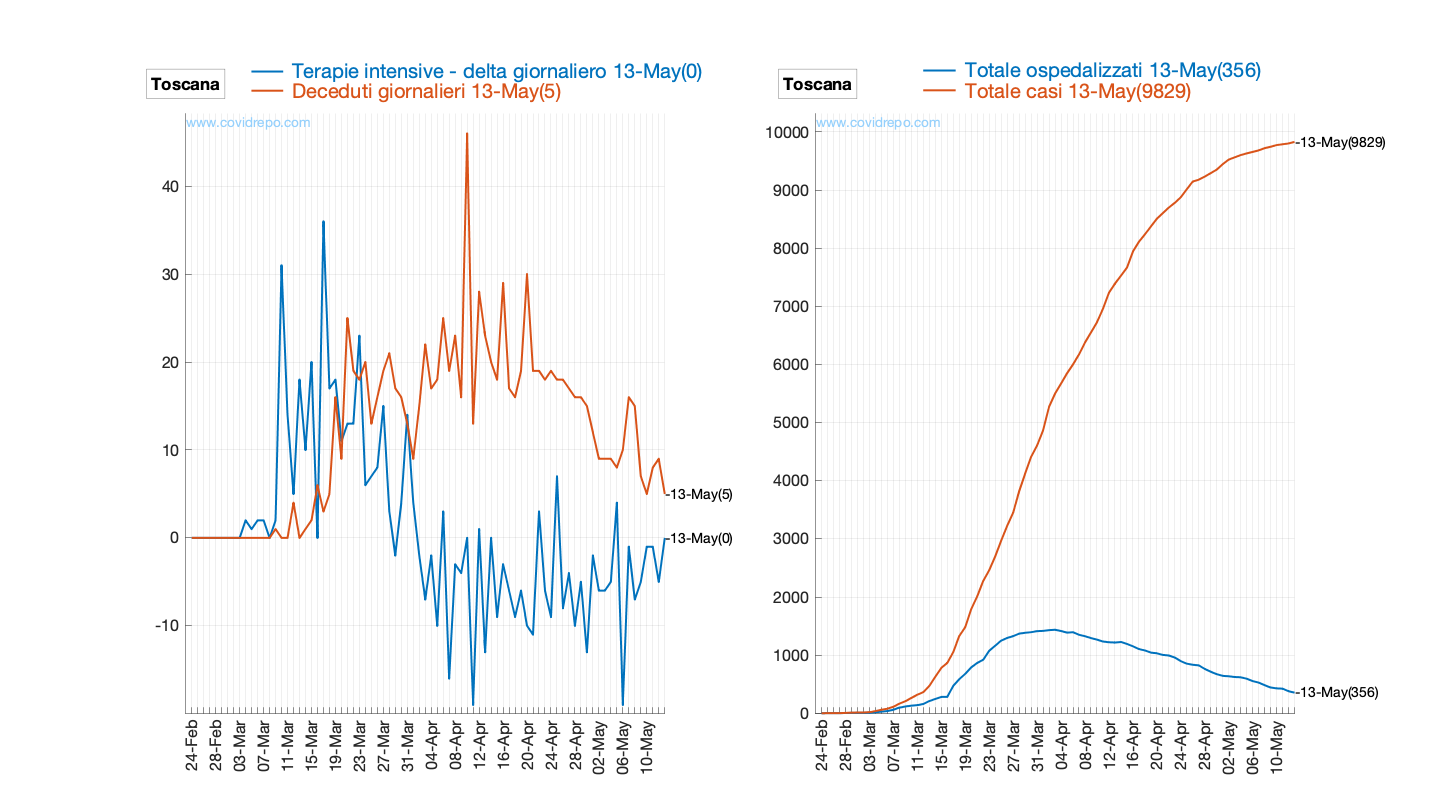 Toscana
Terapie intensive - delta giornaliero 13-May(0)
Deceduti giornalieri 13-May(5)
www.covidrepo.com
40
30
20
10
0
-10
13-May(5)
13-May(0)
24-Feb
28-Feb
03-Mar
07-Mar
11-Mar
15-Mar
19-Mar
23-Mar
27-Mar
31-Mar
04-Apr
08-Apr
12-Apr
16-Apr
20-Apr
24-Apr
28-Apr
02-May
06-May
10-May
Toscana
Totale ospedalizzati 13-May(356)
Totale casi 13-May(9829)
www.covidrepo.com
10000
9000
8000
7000
6000
5000
4000
3000
2000
1000
0
13-May(9829)
13-May(356)
24-Feb
28-Feb
03-Mar
07-Mar
11-Mar
15-Mar
19-Mar
23-Mar
27-Mar
31-Mar
04-Apr
08-Apr
12-Apr
16-Apr
20-Apr
24-Apr
28-Apr
02-May
06-May
10-May